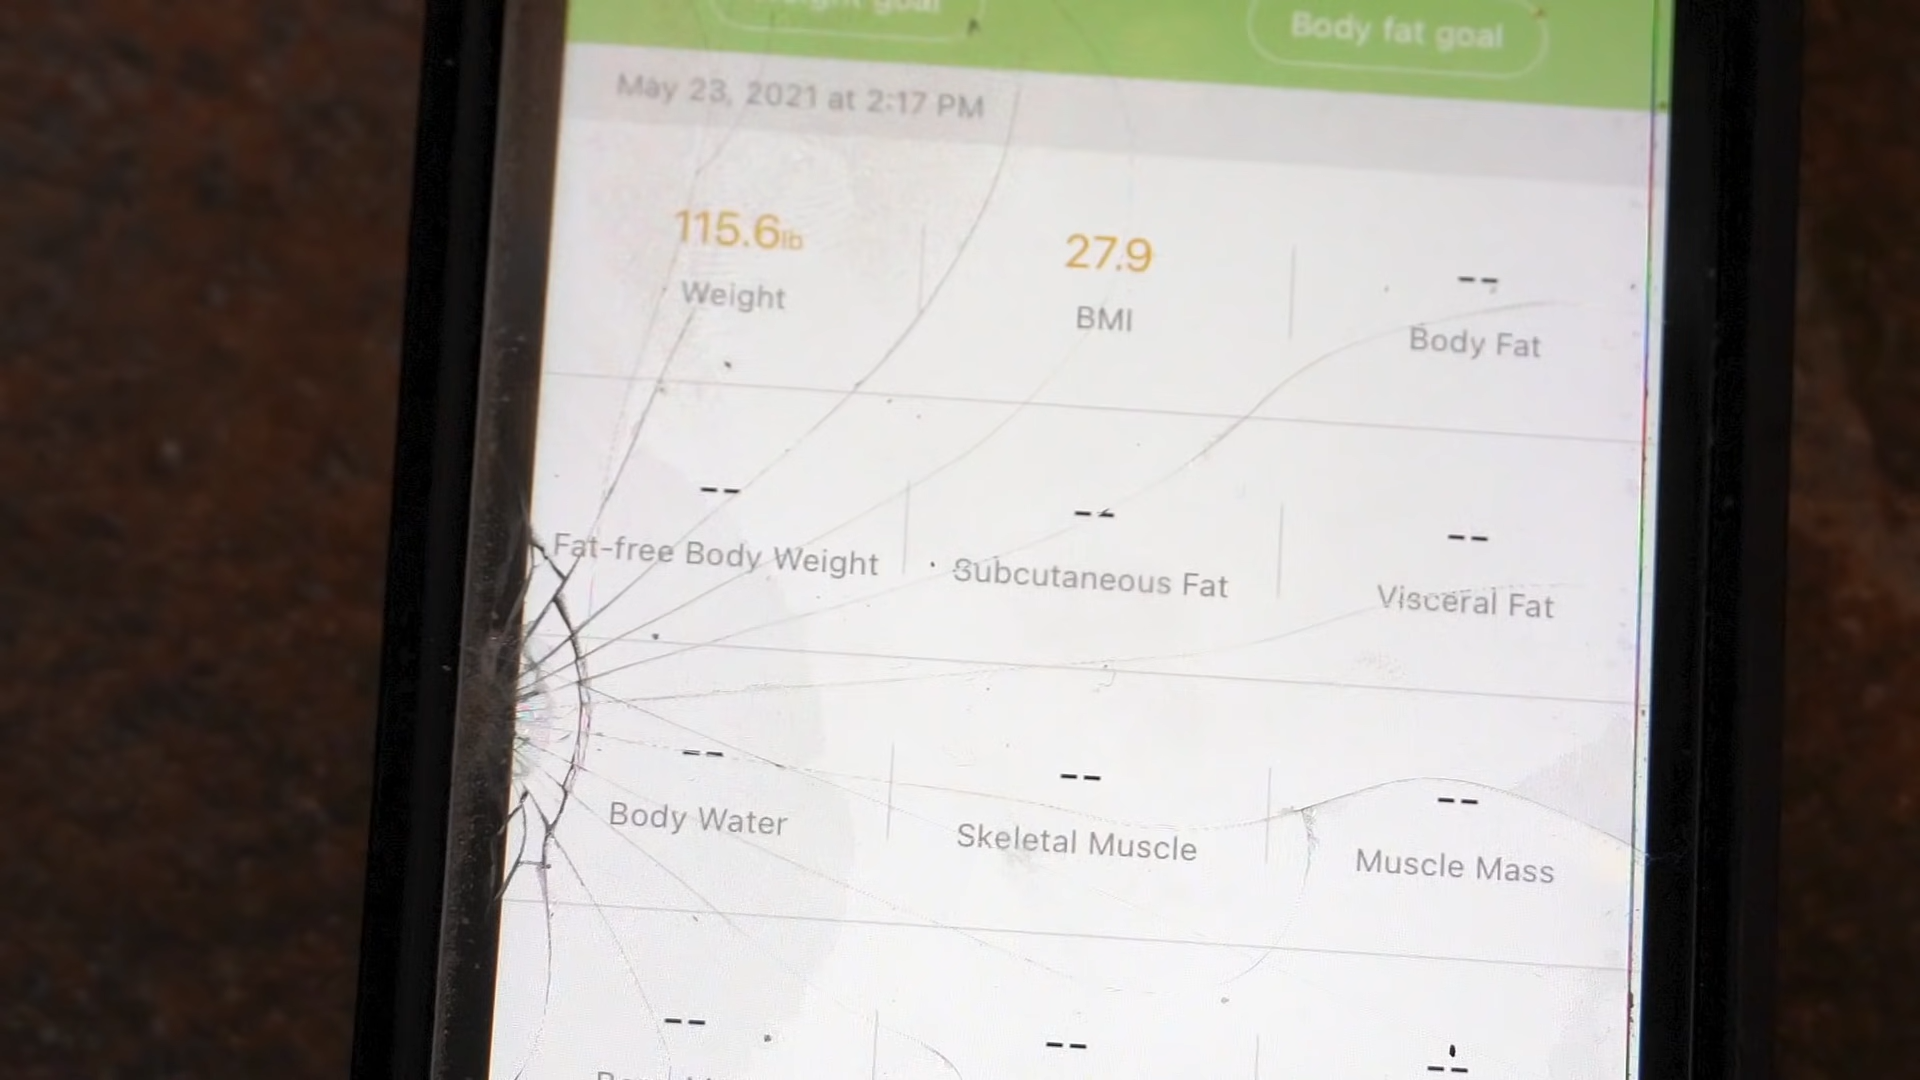 goal
Body fat goal
May 23, 2021 at 2:17 PM
115.6lb
27.9
--
Weight
BMI
Body Fat
--
--
--
Fat-free Body Weight
Subcutaneous Fat
Visceral Fat
--
--
--
Body Water
Skeletal Muscle
Muscle Mass
--
--
--